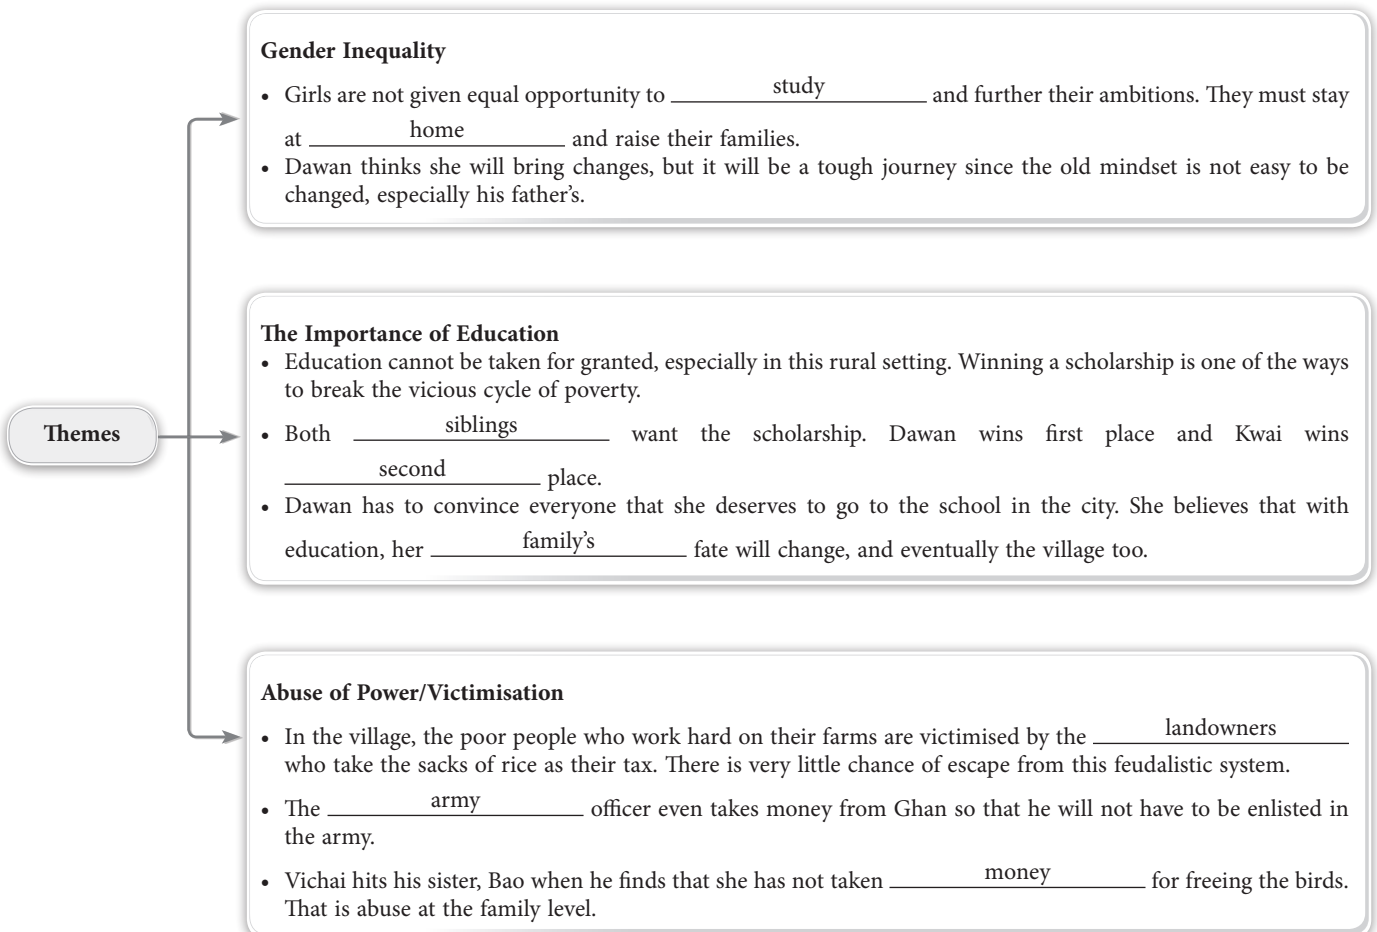 Themes
Gender Inequality
• Girls are not given equal opportunity to study and further their ambitions. They must stay
at home and raise their families.
• Dawan thinks she will bring changes, but it will be a tough journey since the old mindset is not easy to be
changed, especially his father's.
The Importance of Education
• Education cannot be taken for granted, especially in this rural setting. Winning a scholarship is one of the ways
to break the vicious cycle of poverty.
• Both siblings want the scholarship. Dawan wins first place and Kwai wins
second place.
• Dawan has to convince everyone that she deserves to go to the school in the city. She believes that with
education, her family's fate will change, and eventually the village too.
Abuse of Power/Victimisation
• In the village, the poor people who work hard on their farms are victimised by the landowners
who take the sacks of rice as their tax. There is very little chance of escape from this feudalistic system.
• The army officer even takes money from Ghan so that he will not have to be enlisted in
the army.
• Vichai hits his sister, Bao when he finds that she has not taken money for freeing the birds.
That is abuse at the family level.